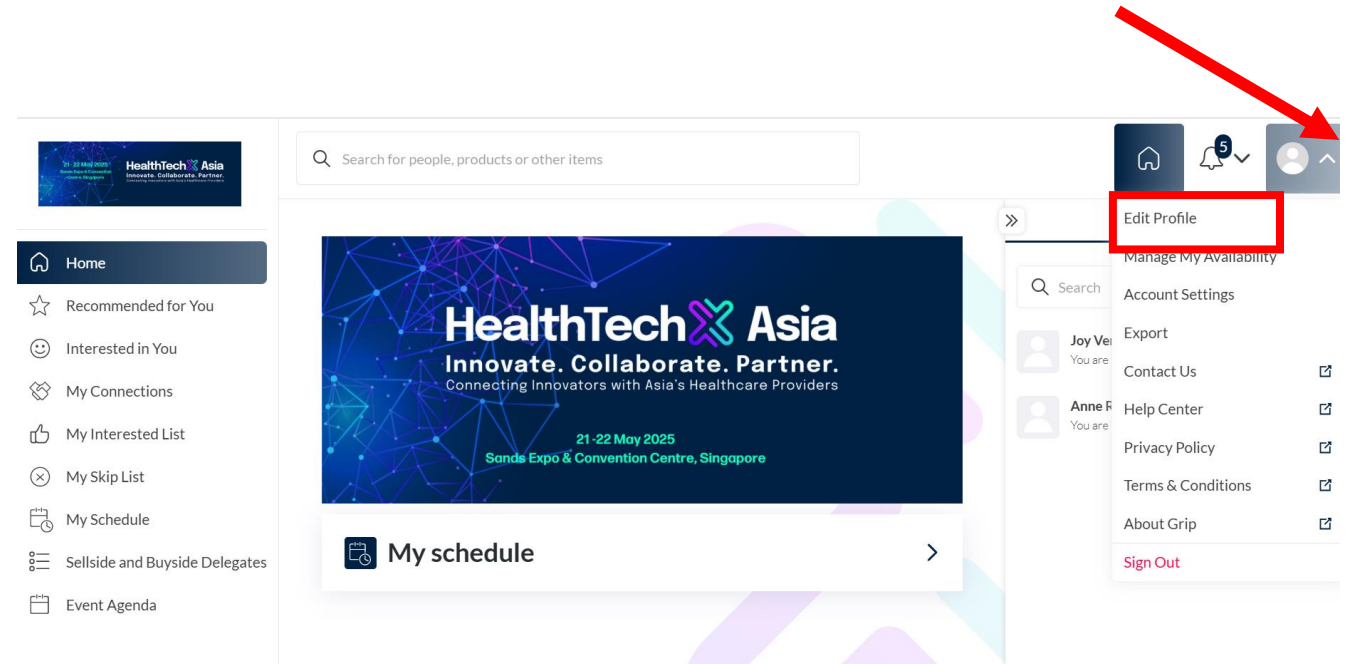 21-22 May 2025
Sands Expo & Convention
Centre, Singapore
HealthTechX Asia
Innovate. Collaborate. Partner.
Connecting Innovators with Asia's Healthcare Providers
Search for people, products or other items
5
Home
Recommended for You
Interested in You
My Connections
My Interested List
My Skip List
My Schedule
Sellside and Buyside Delegates
Event Agenda
HealthTechX Asia
Innovate. Collaborate. Partner.
Connecting Innovators with Asia's Healthcare Providers
21-22 May 2025
Sands Expo & Convention Centre, Singapore
My schedule
Search
Joy Ve
You are
Anne R
You are
Edit Profile
Manage My Availability
Account Settings
Export
Contact Us
Help Center
Privacy Policy
Terms & Conditions
About Grip
Sign Out